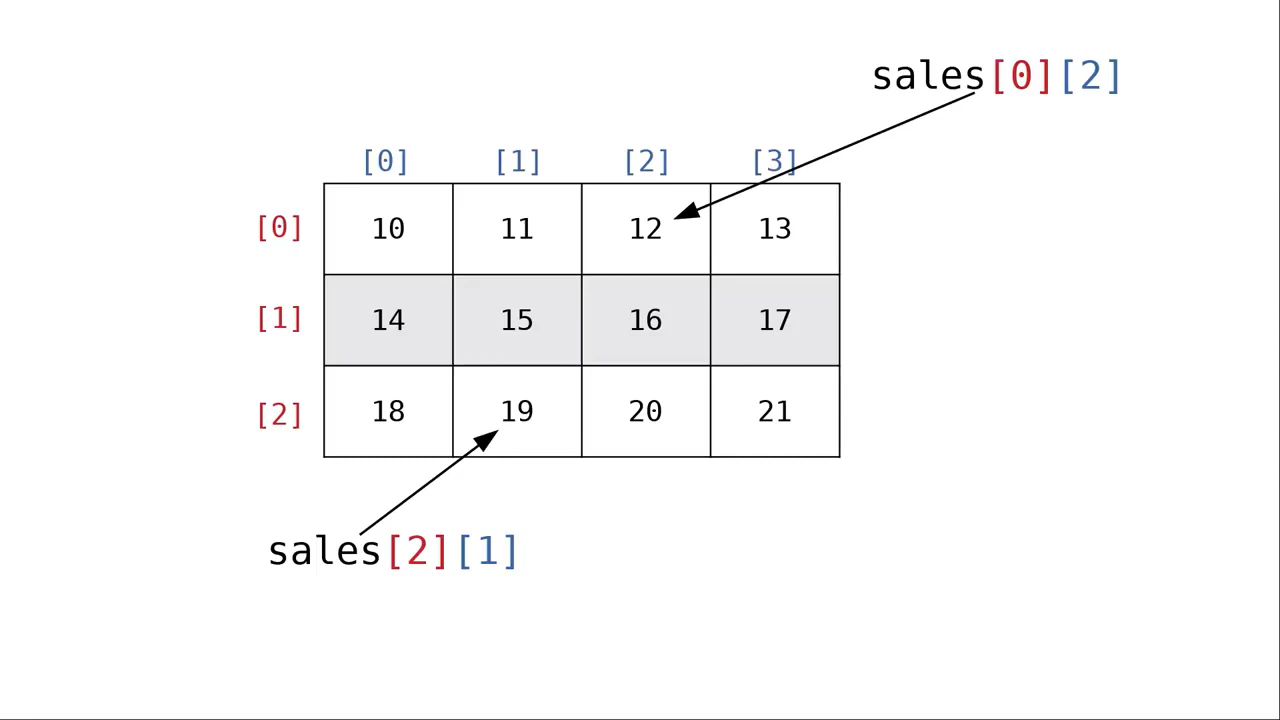 sales[0][2]
[0] [1] [2] [3]
[0] 10 11 12 13
[1] 14 15 16 17
[2] 18 19 20 21
sales[2][1]